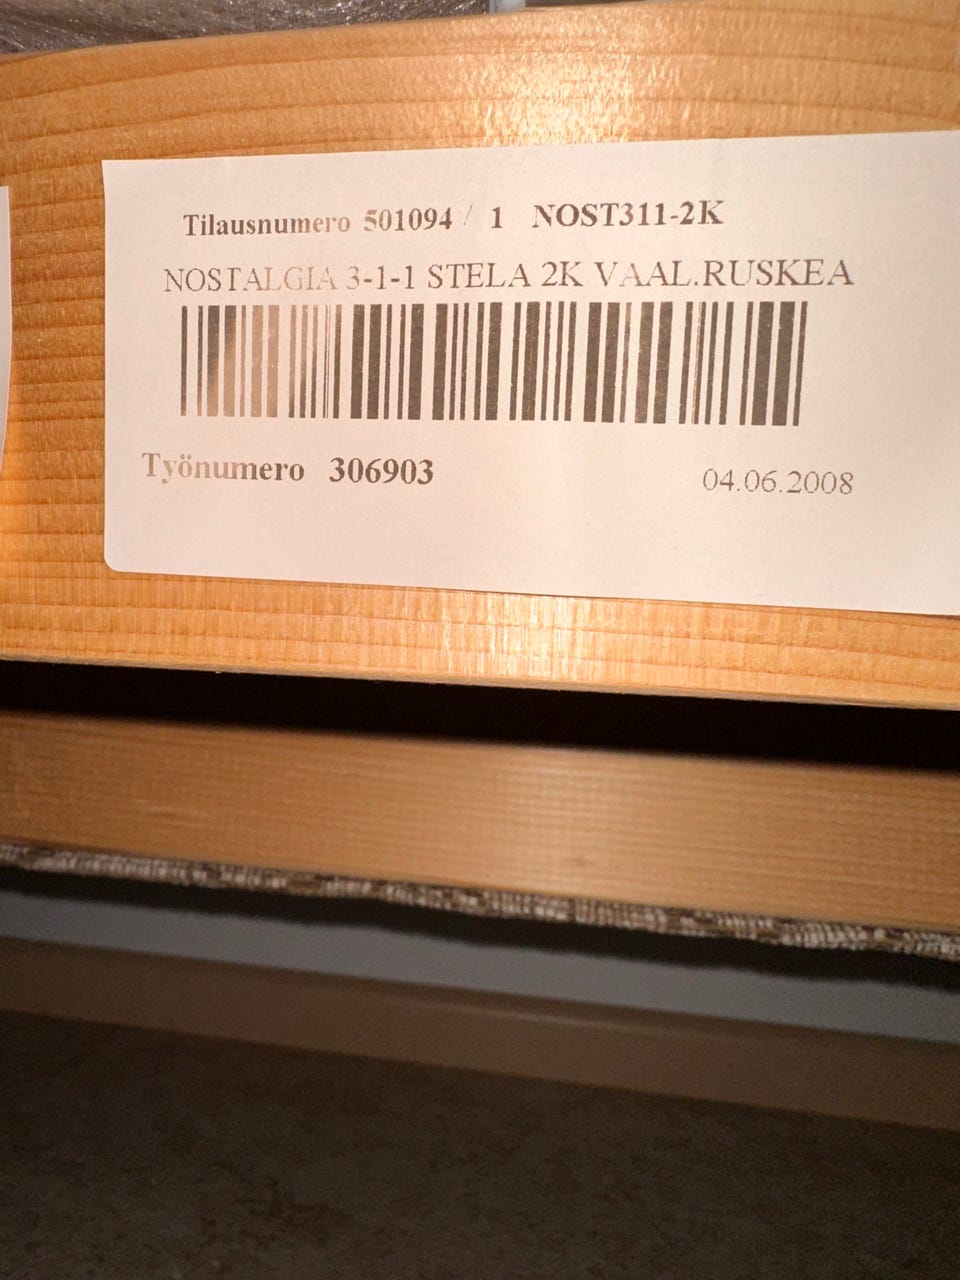 Tilausnumero 501094 / 1 NOST311-2K
NOSTALGIA 3-1-1 STELA 2K VAAL.RUSKEA
Työnumero 306903 04.06.2008